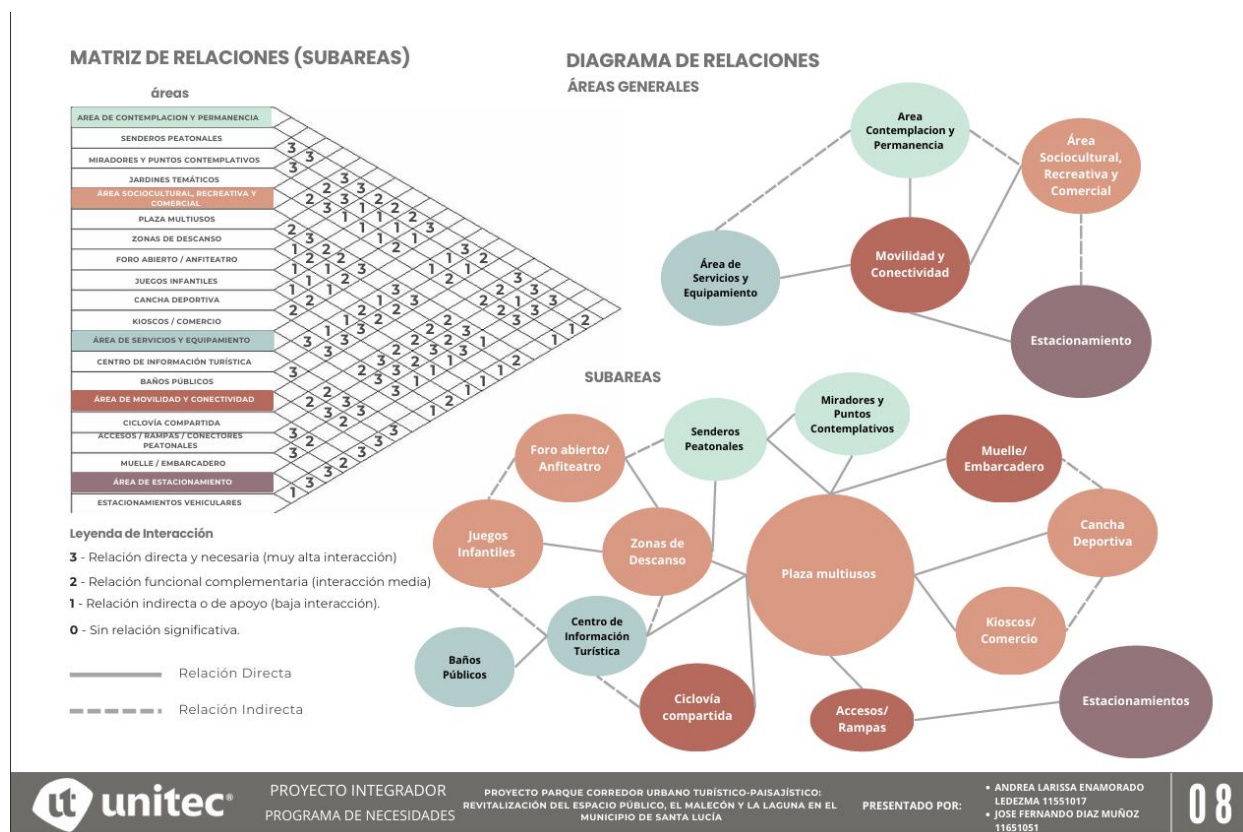 MATRIZ DE RELACIONES (SUBAREAS)
áreas
AREA DE CONTEMPLACION Y PERMANENCIA
SENDEROS PEATONALES
MIRADORES Y PUNTOS CONTEMPLATIVOS
JARDINES TEMÁTICOS
ÁREA SOCIOCULTURAL, RECREATIVA Y
COMERCIAL
PLAZA MULTIUSOS
ZONAS DE DESCANSO
FORO ABIERTO / ANFITEATRO
JUEGOS INFANTILES
CANCHA DEPORTIVA
KIOSCOS / COMERCIO
ÁREA DE SERVICIOS Y EQUIPAMIENTO
CENTRO DE INFORMACIÓN TURÍSTICA
BAÑOS PÚBLICOS
ÁREA DE MOVILIDAD Y CONECTIVIDAD
CICLOVÍA COMPARTIDA
ACCESOS / RAMPAS / CONECTORES
PEATONALES
MUELLE / EMBARCADERO
ÁREA DE ESTACIONAMIENTO
ESTACIONAMIENTOS VEHICULARES
Leyenda de Interacción
3 - Relación directa y necesaria (muy alta interacción)
2 - Relación funcional complementaria (interacción media)
1 - Relación indirecta o de apoyo (baja interacción).
0 - Sin relación significativa.
Relación Directa
Relación Indirecta
DIAGRAMA DE RELACIONES
ÁREAS GENERALES
Area
Contemplacion y
Permanencia
Área
Sociocultural,
Recreativa y
Comercial
Movilidad y
Conectividad
Área de
Servicios y
Equipamiento
Estacionamiento
SUBAREAS
Miradores y
Puntos
Contemplativos
Senderos
Peatonales
Foro abierto/
Anfiteatro
Muelle/
Embarcadero
Juegos
Infantiles
Zonas de
Descanso
Plaza multiusos
Cancha
Deportiva
Centro de
Información
Turística
Kioscos/
Comercio
Baños
Públicos
Ciclovía
compartida
Accesos/
Rampas
Estacionamientos
ut unitec®
PROYECTO INTEGRADOR
PROGRAMA DE NECESIDADES
PROYECTO PARQUE CORREDOR URBANO TURÍSTICO-PAISAJÍSTICO:
REVITALIZACIÓN DEL ESPACIO PÚBLICO, EL MALECÓN Y LA LAGUNA EN EL
MUNICIPIO DE SANTA LUCÍA
PRESENTADO POR:
• ANDREA LARISSA ENAMORADO
LEDEZMA 11551017
• JOSE FERNANDO DIAZ MUÑOZ
11651051
08